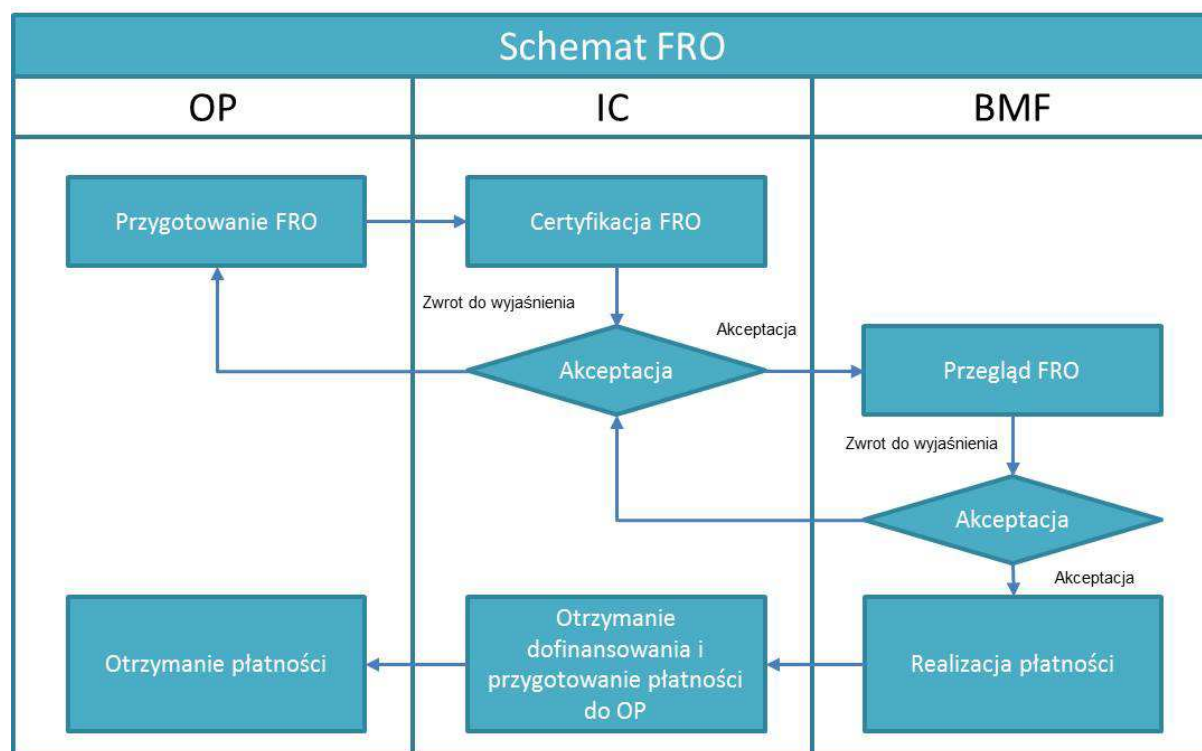 Schemat FRO
OP
IC
BMF
Przygotowanie FRO
Certyfikacja FRO
Zwrot do wyjaśnienia
Akceptacja
Akceptacja
Przegląd FRO
Zwrot do wyjaśnienia
Akceptacja
Akceptacja
Otrzymanie płatności
Otrzymanie
dofinansowania i
przygotowanie płatności
do OP
Realizacja płatności